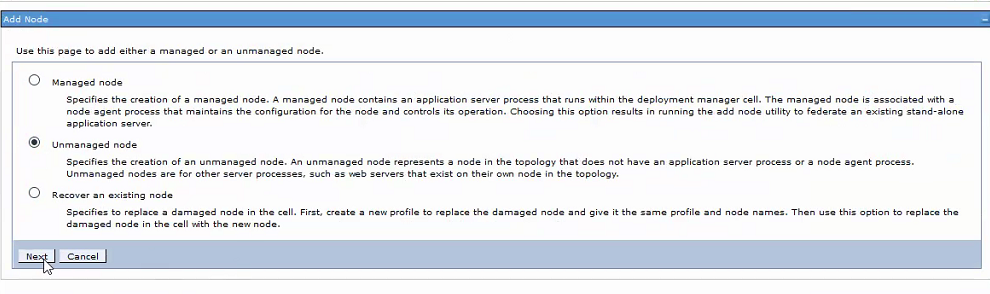 Add Node
Use this page to add either a managed or an unmanaged node.
Managed node
Specifies the creation of a managed node. A managed node contains an application server process that runs within the deployment manager cell. The managed node is associated with a
node agent process that maintains the configuration for the node and controls its operation. Choosing this option results in running the add node utility to federate an existing stand-alone
application server.
Unmanaged node
Specifies the creation of an unmanaged node. An unmanaged node represents a node in the topology that does not have an application server process or a node agent process.
Unmanaged nodes are for other server processes, such as web servers that exist on their own node in the topology.
Recover an existing node
Specifies to replace a damaged node in the cell. First, create a new profile to replace the damaged node and give it the same profile and node names. Then use this option to replace the
damaged node in the cell with the new node.
Next Cancel